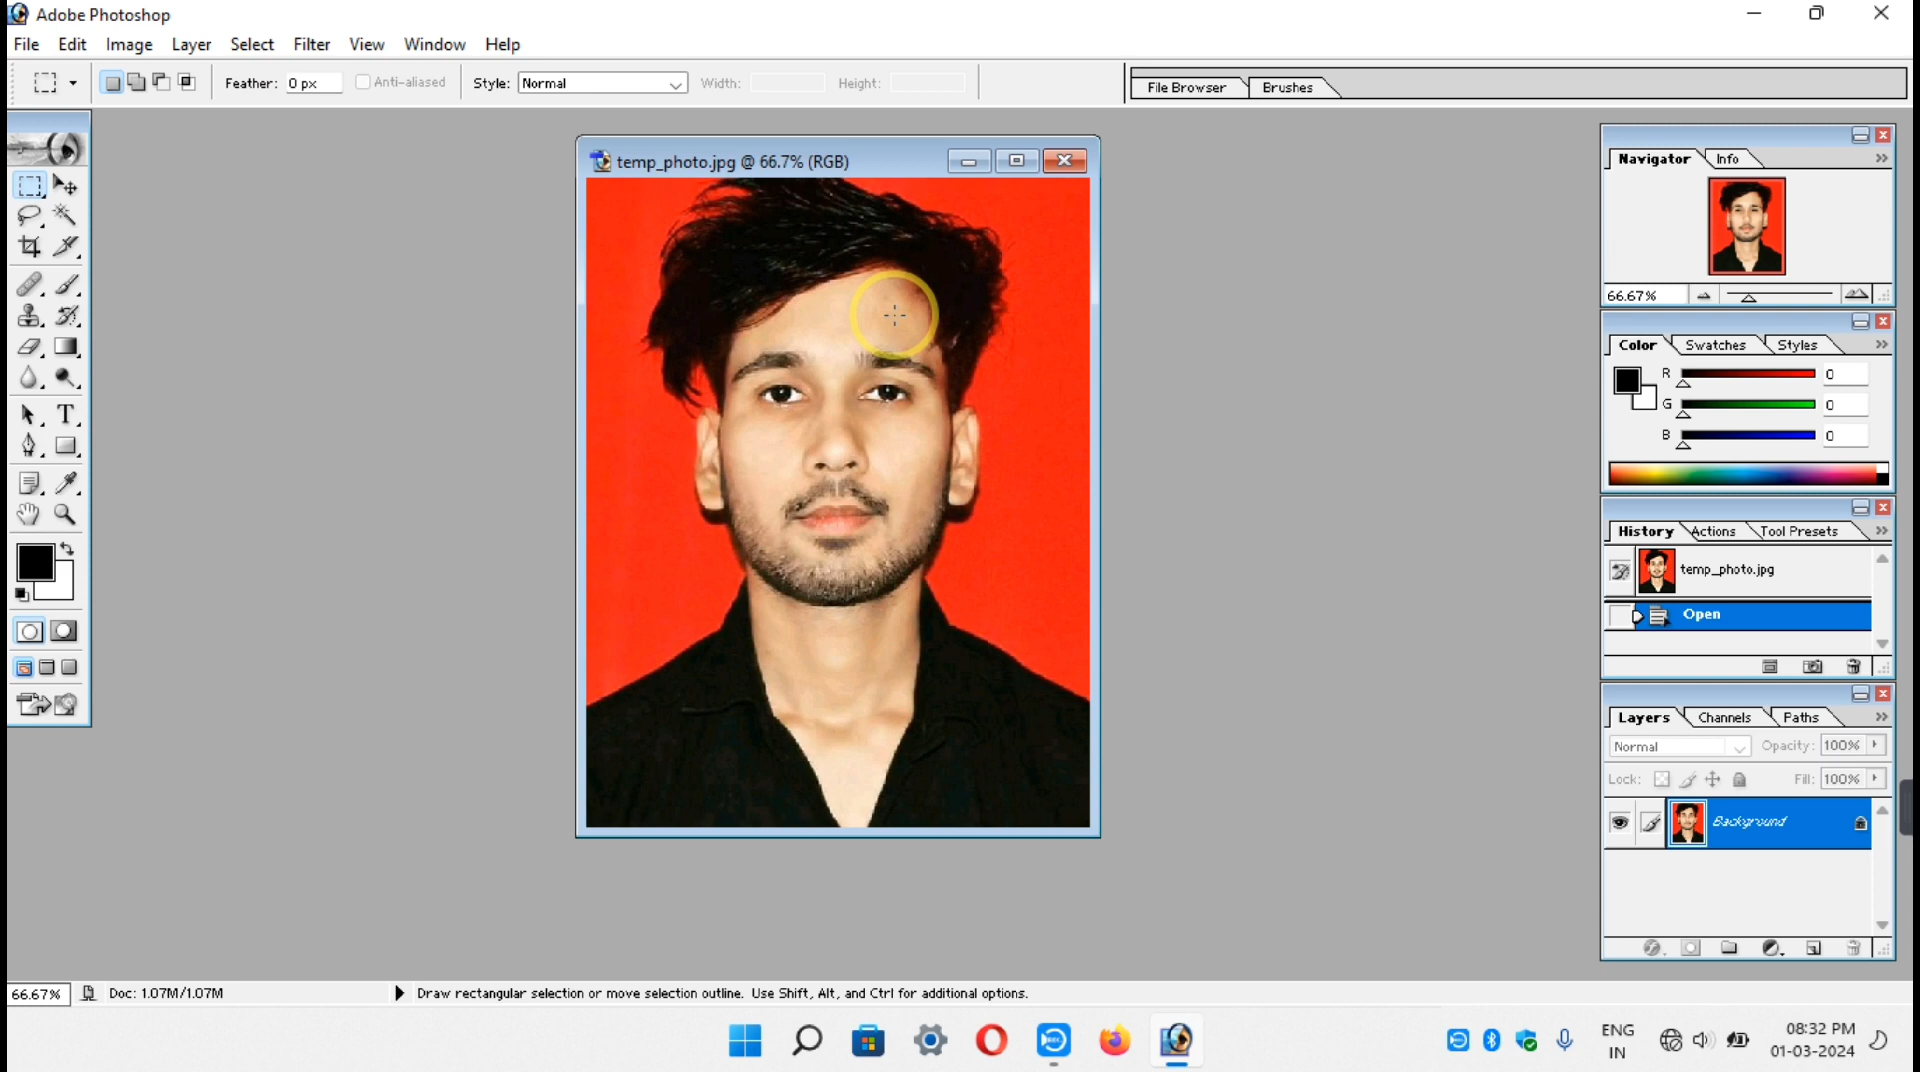 Adobe Photoshop
File Edit Image Layer Select Filter View Window Help
Feather: 0 px Anti-aliased Style: Normal Width: Height: File Browser Brushes
temp_photo.jpg @ 66.7% (RGB)
Navigator Info
66.67%
Color Swatches Styles
R 0
G 0
B 0
History Actions Tool Presets
temp_photo.jpg
Open
Layers Channels Paths
Normal Opacity: 100%
Lock: Fill: 100%
Background
66.67% Doc: 1.07M/1.07M Draw rectangular selection or move selection outline. Use Shift, Alt, and Ctrl for additional options.
ENG
IN
08:32 PM
01-03-2024